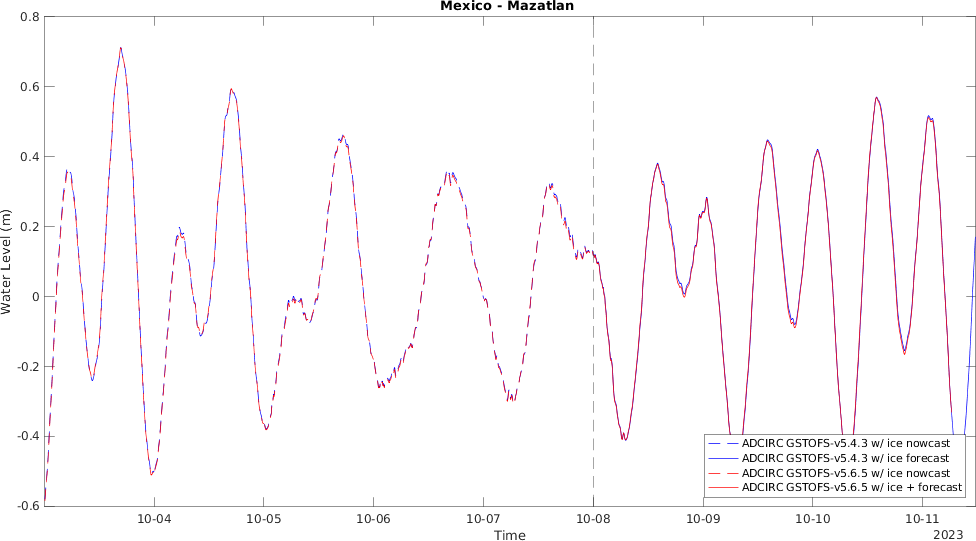 Mexico - Mazatlan
0.8
0.6
0.4
0.2
0
-0.2
-0.4
-0.6
Water Level (m)
10-04
10-05
10-06
10-07
10-08
10-09
10-10
10-11
Time
2023
ADCIRC GSTOFS-v5.4.3 w/ ice nowcast
ADCIRC GSTOFS-v5.4.3 w/ ice forecast
ADCIRC GSTOFS-v5.6.5 w/ ice nowcast
ADCIRC GSTOFS-v5.6.5 w/ ice + forecast